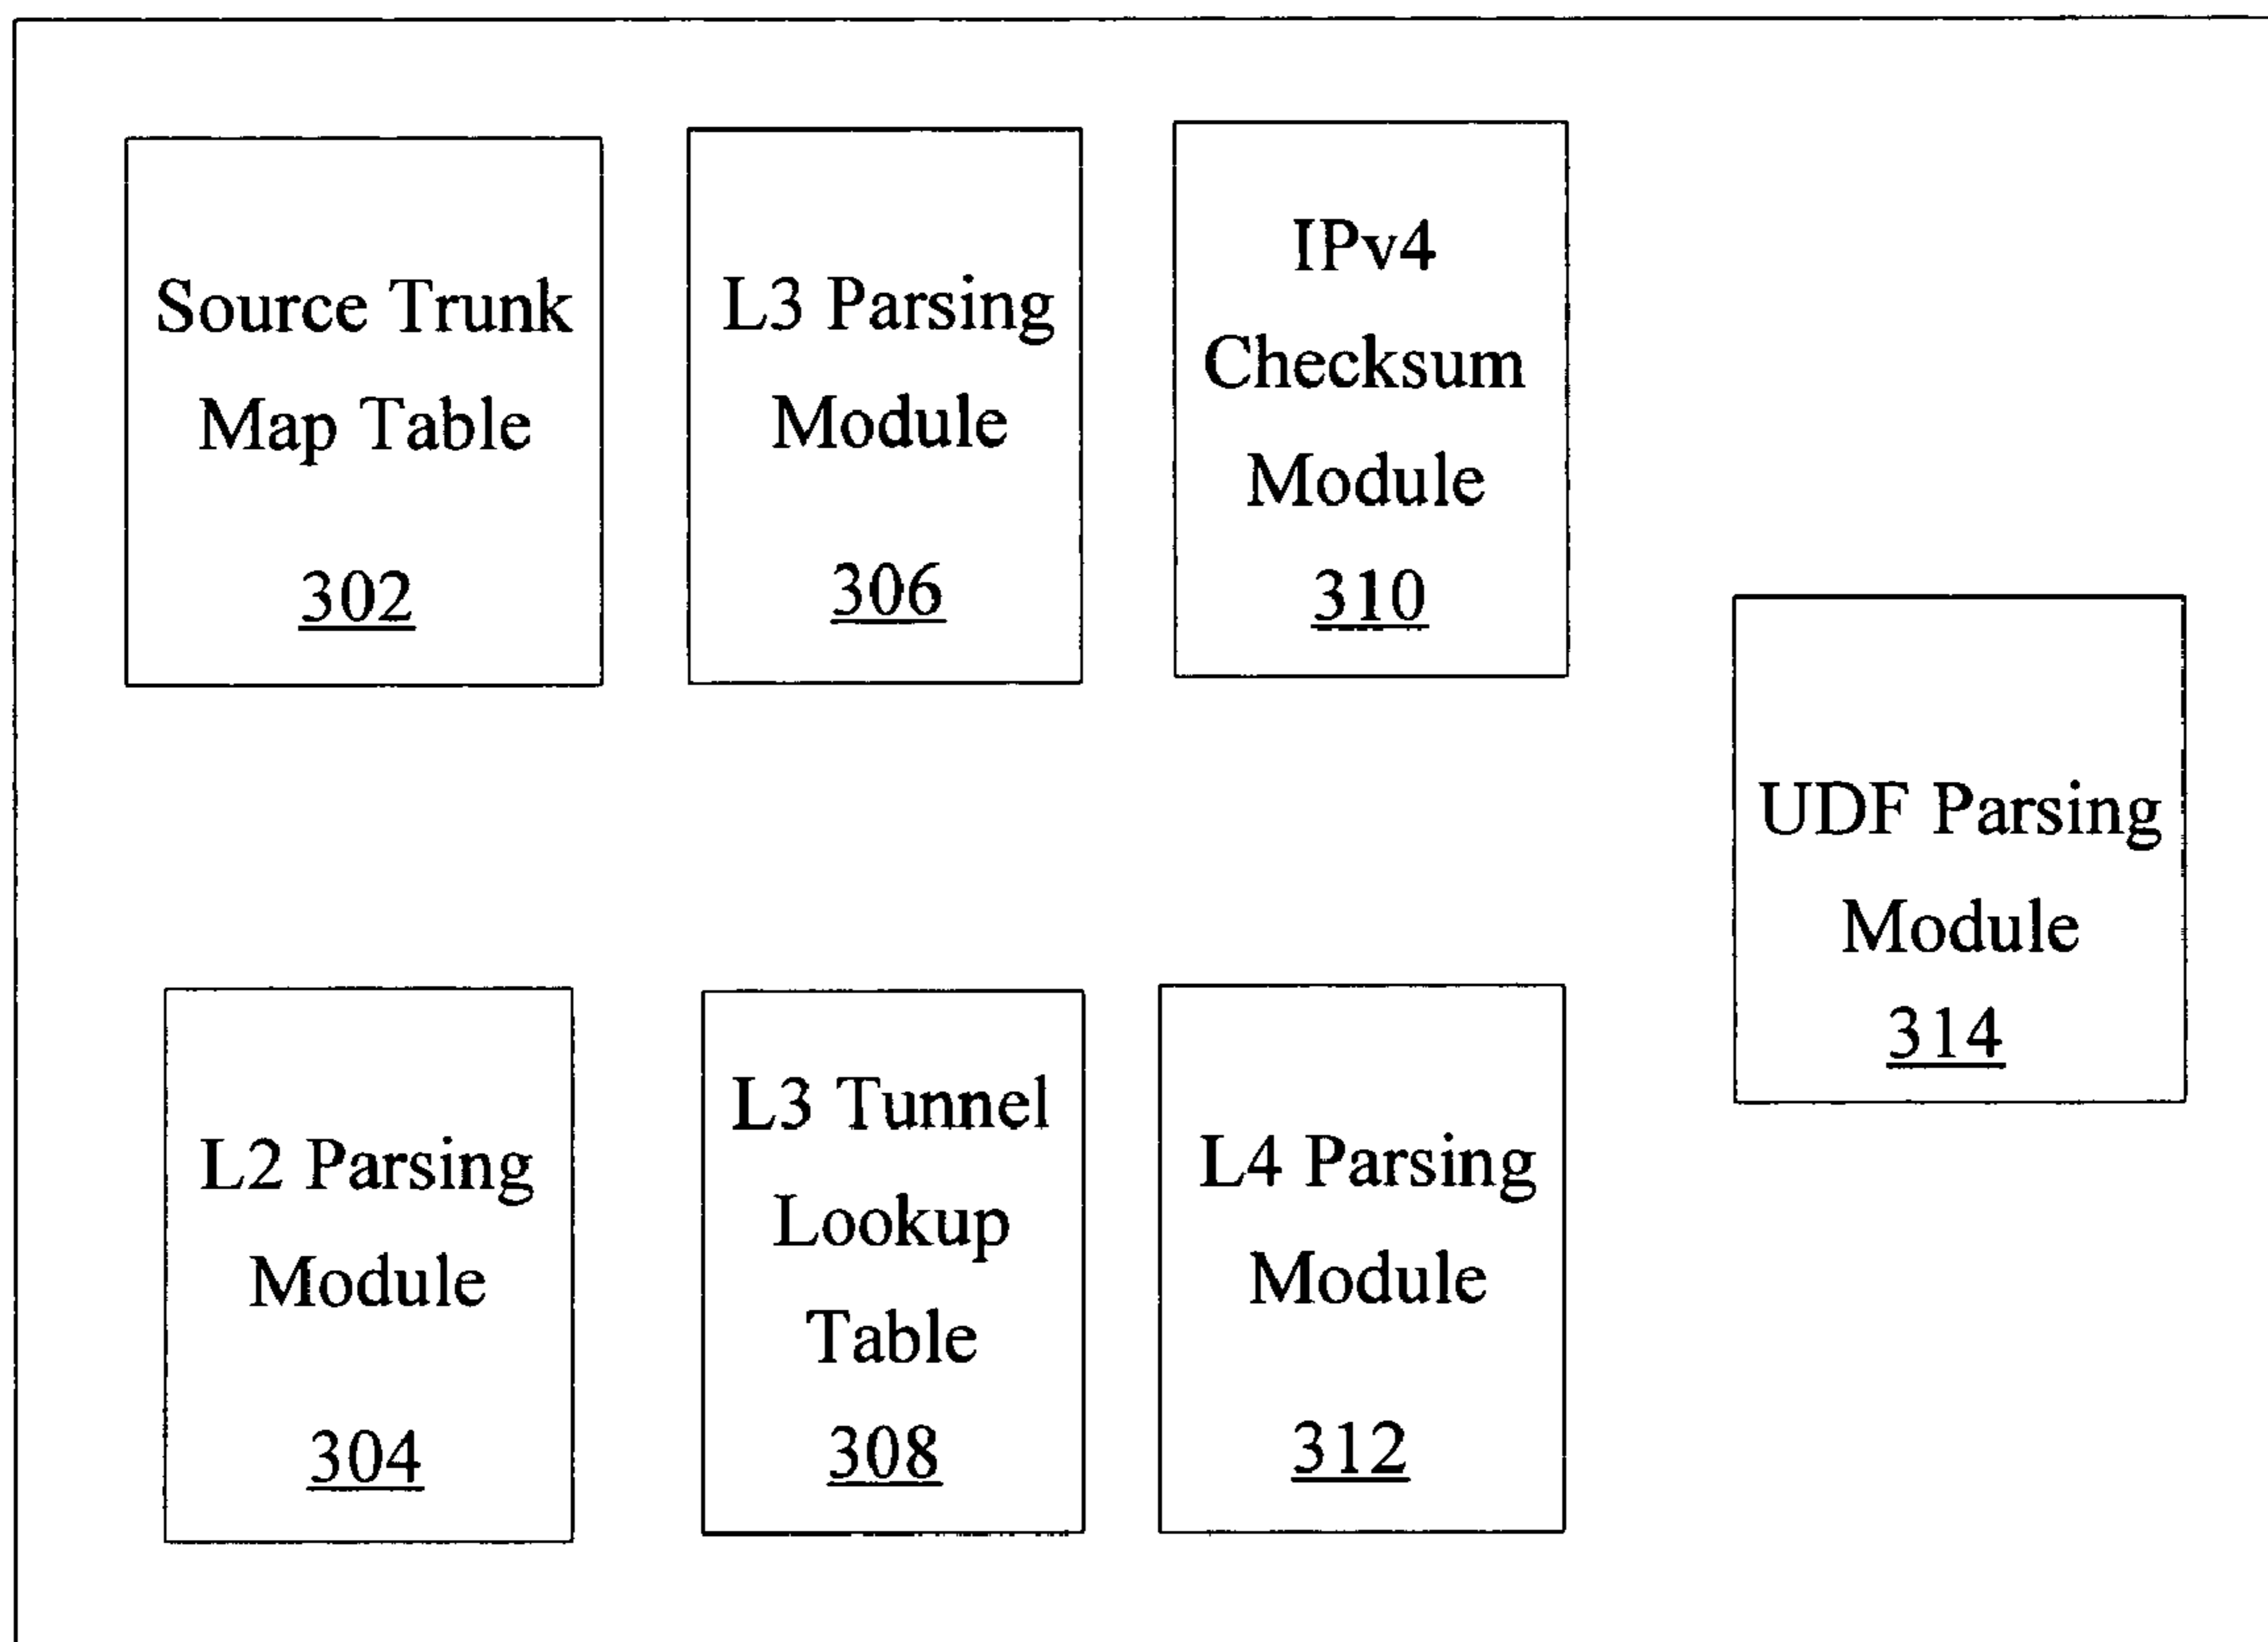 Source Trunk
Map Table
302
L3 Parsing
Module
306
IPv4
Checksum
Module
310
UDF Parsing
Module
314
L2 Parsing
Module
304
L3 Tunnel
Lookup
Table
308
L4 Parsing
Module
312